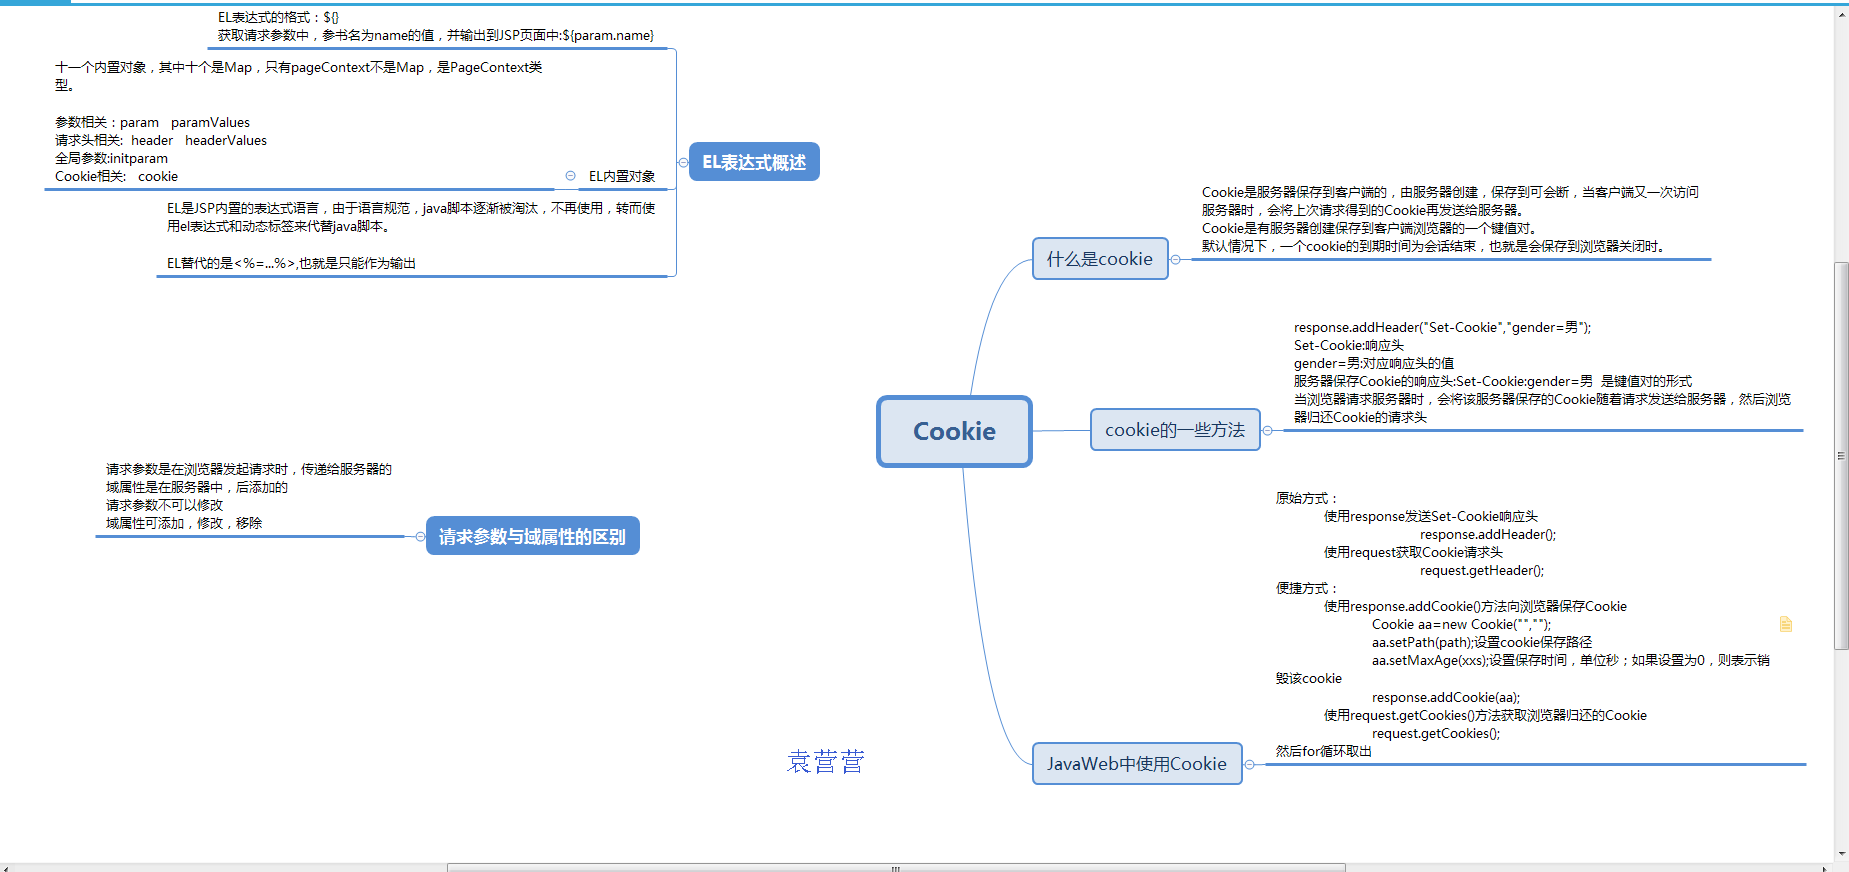 EL表达式的格式：${}
获取请求参数中，参书名为name的值，并输出到JSP页面中:${param.name}
十一个内置对象，其中十个是Map，只有pageContext不是Map，是PageContext类
型。
参数相关：param paramValues
请求头相关: header headerValues
全局参数:initparam
Cookie相关: cookie
EL内置对象
EL表达式概述
EL是JSP内置的表达式语言，由于语言规范，java脚本逐渐被淘汰，不再使用，转而使
用el表达式和动态标签来代替java脚本。
EL替代的是<%=...%>,也就是只能作为输出
请求参数是在浏览器发起请求时，传递给服务器的
域属性是在服务器中，后添加的
请求参数不可以修改
域属性可添加，修改，移除
请求参数与域属性的区别
Cookie
什么是cookie
Cookie是服务器保存到客户端的，由服务器创建，保存到可会断，当客户端又一次访问
服务器时，会将上次请求得到的Cookie再发送给服务器。
Cookie是有服务器创建保存到客户端浏览器的一个键值对。
默认情况下，一个cookie的到期时间为会话结束，也就是会保存到浏览器关闭时。
cookie的一些方法
response.addHeader("Set-Cookie","gender=男");
Set-Cookie:响应头
gender=男:对应响应头的值
服务器保存Cookie的响应头:Set-Cookie:gender=男 是键值对的形式
当浏览器请求服务器时，会将该服务器保存的Cookie随着请求发送给服务器，然后浏览
器归还Cookie的请求头
JavaWeb中使用Cookie
原始方式：
使用response发送Set-Cookie响应头
response.addHeader();
使用request获取Cookie请求头
request.getHeader();
便捷方式：
使用response.addCookie()方法向浏览器保存Cookie
Cookie aa=new Cookie("","");
aa.setPath(path);设置cookie保存路径
aa.setMaxAge(xxs);设置保存时间，单位秒；如果设置为0，则表示销
毁该cookie
response.addCookie(aa);
使用request.getCookies()方法获取浏览器归还的Cookie
request.getCookies();
然后for循环取出
袁营营